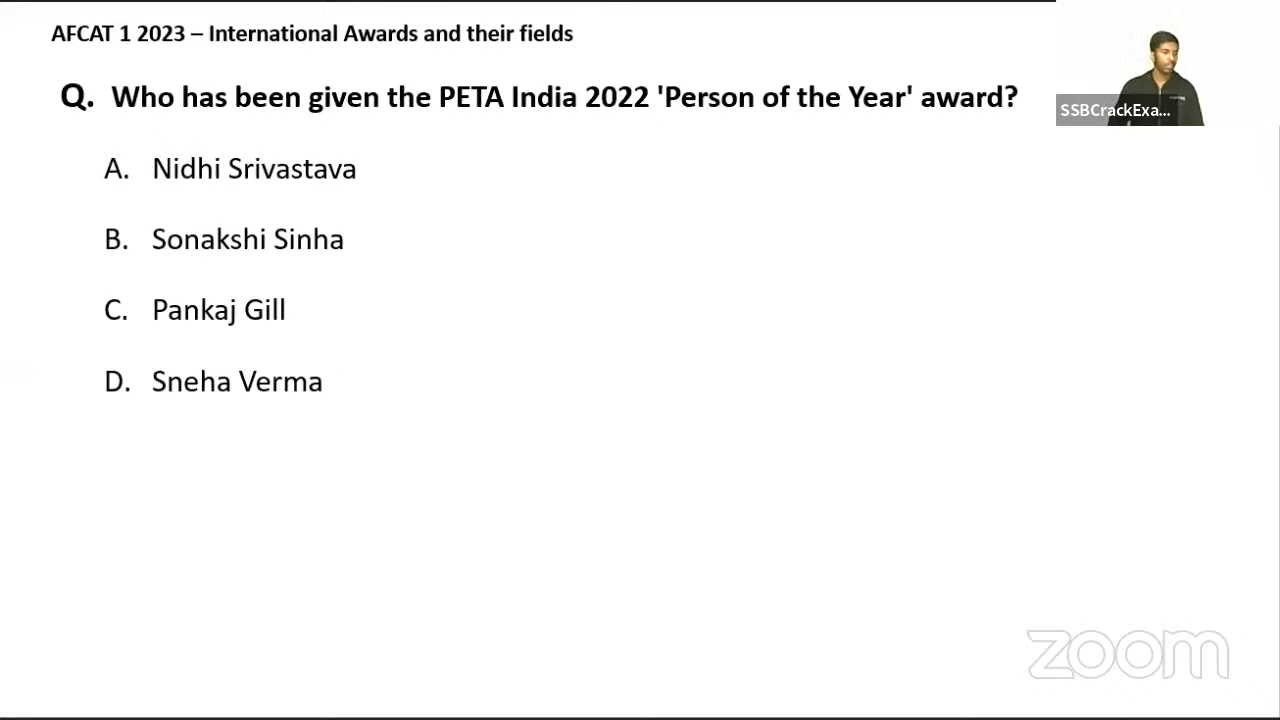 AFCAT 1 2023 – International Awards and their fields
Q. Who has been given the PETA India 2022 'Person of the Year' award?
SSBCrackExa...
A. Nidhi Srivastava
B. Sonakshi Sinha
C. Pankaj Gill
D. Sneha Verma
zoom